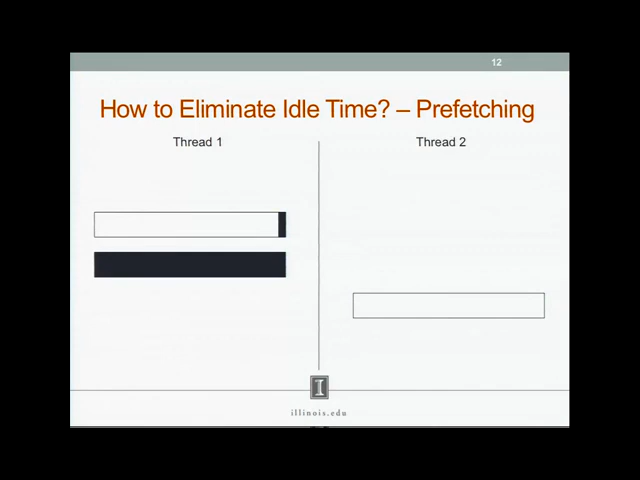 12
How to Eliminate Idle Time? – Prefetching
Thread 1
Thread 2
I
illinois.edu